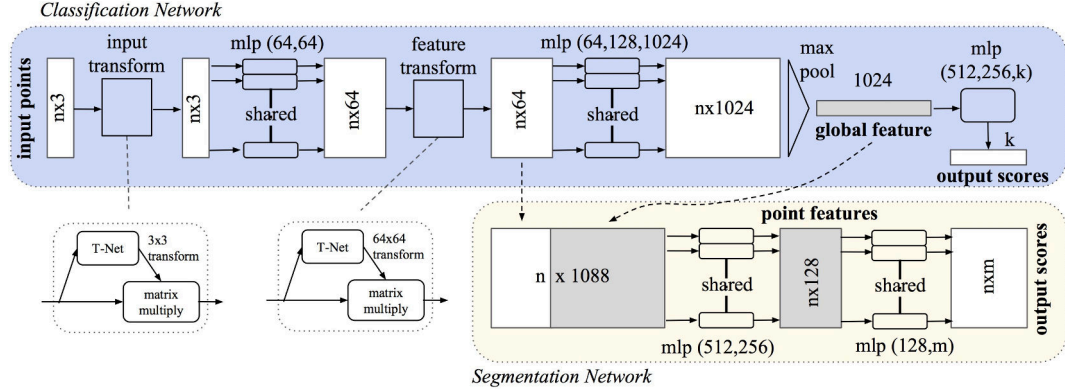 Classification Network
input points
nx3
input
transform
nx3
mlp (64,64)
shared
nx64
feature
transform
nx64
mlp (64,128,1024)
shared
nx1024
max
pool
1024
global feature
mlp
(512,256,k)
k
output scores
T-Net
3x3
transform
matrix
multiply
T-Net
64x64
transform
matrix
multiply
point features
n x 1088
shared
mlp (512,256)
nx128
shared
mlp (128,m)
nxm
output scores
Segmentation Network